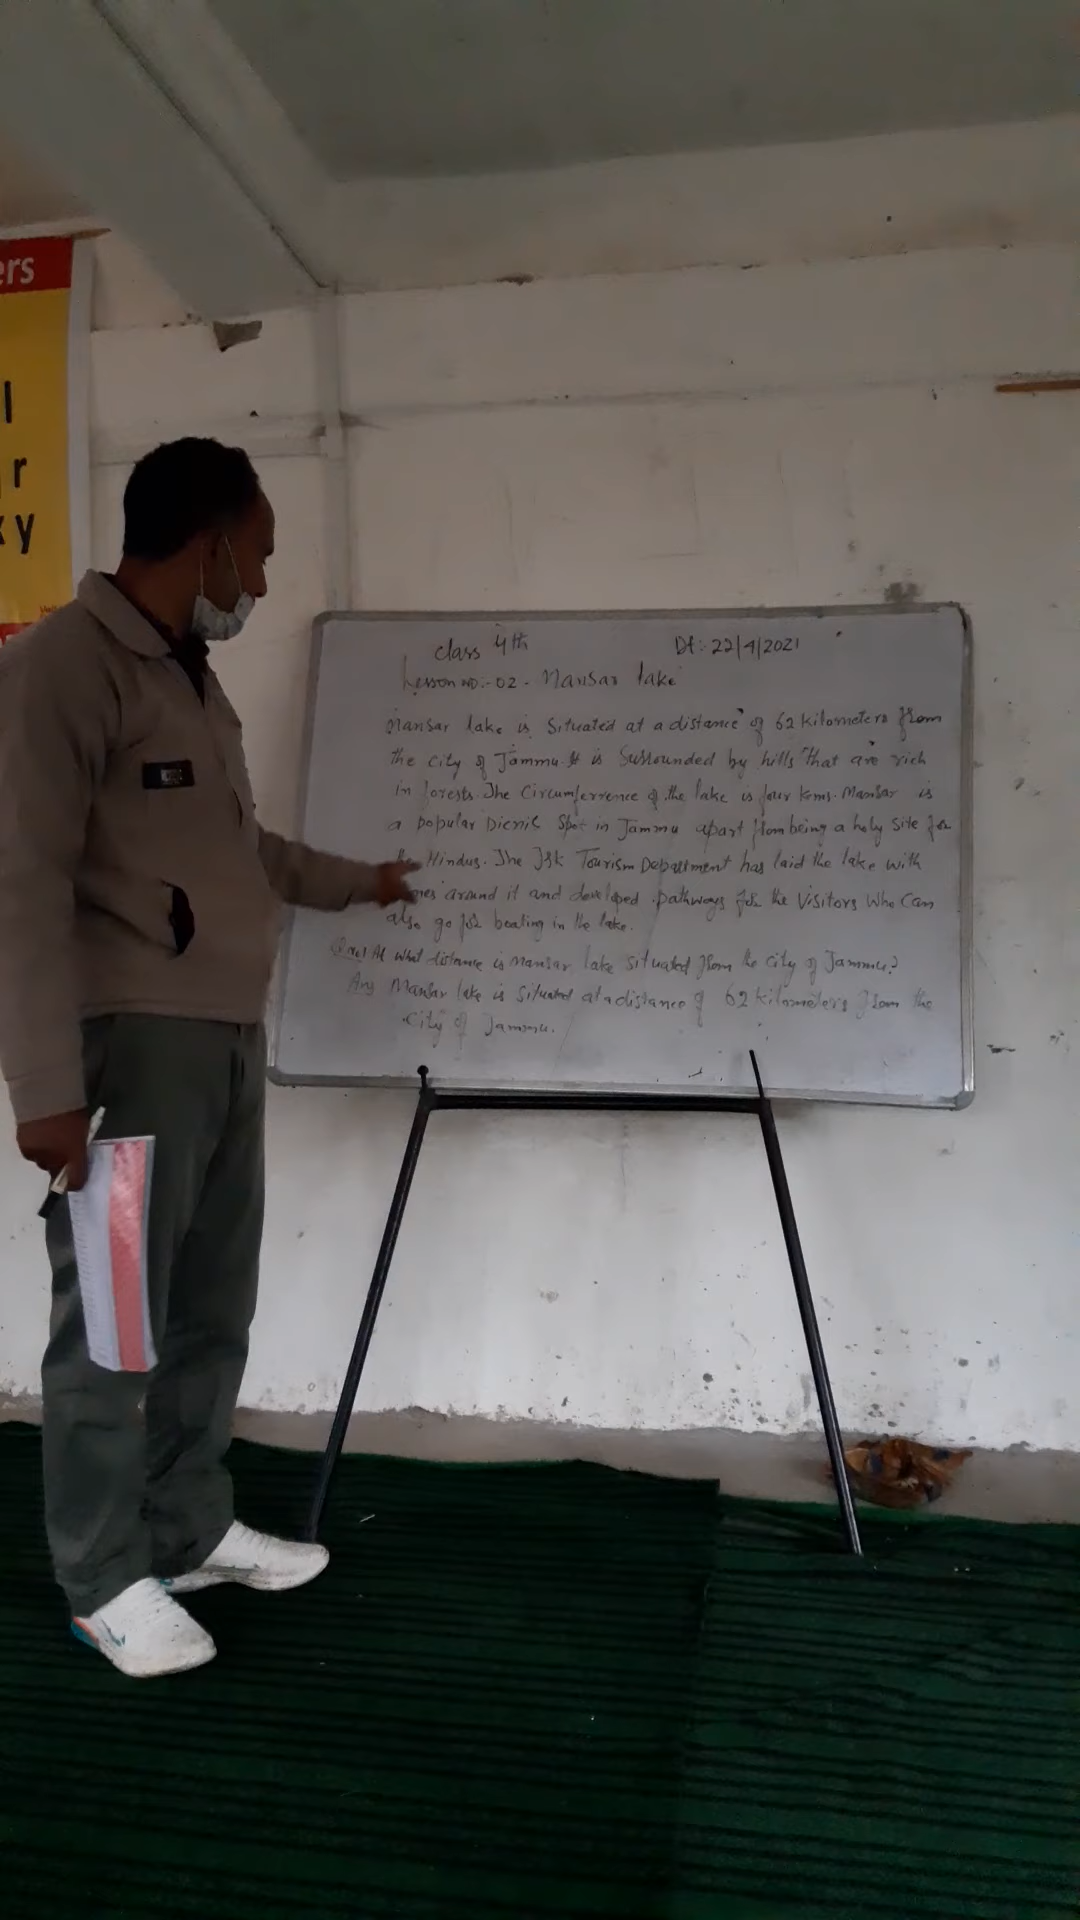 ers
l
r
xy
class 4th Dt:-22/4/2021
Lesson No:-02 - Mansar lake
Mansar lake is Situated at a distance of 62 kilometers from
the city of Jammu. It is Surrounded by hills that are rich
in forests. The Circumferrence of the lake is four kms. Mansar is
a popular Picnic Spot in Jammu apart from being a holy site for
the Hindus. The J&k Tourism Department has laid the lake with
around it and developed pathways for the Visitors Who Can
also go for boating in the lake.
Qno1 At what distance is mansar lake situated from the city of Jammu?
Ans Mansar lake is Situated at a distance of 62 kilometers from the
City of Jammu.